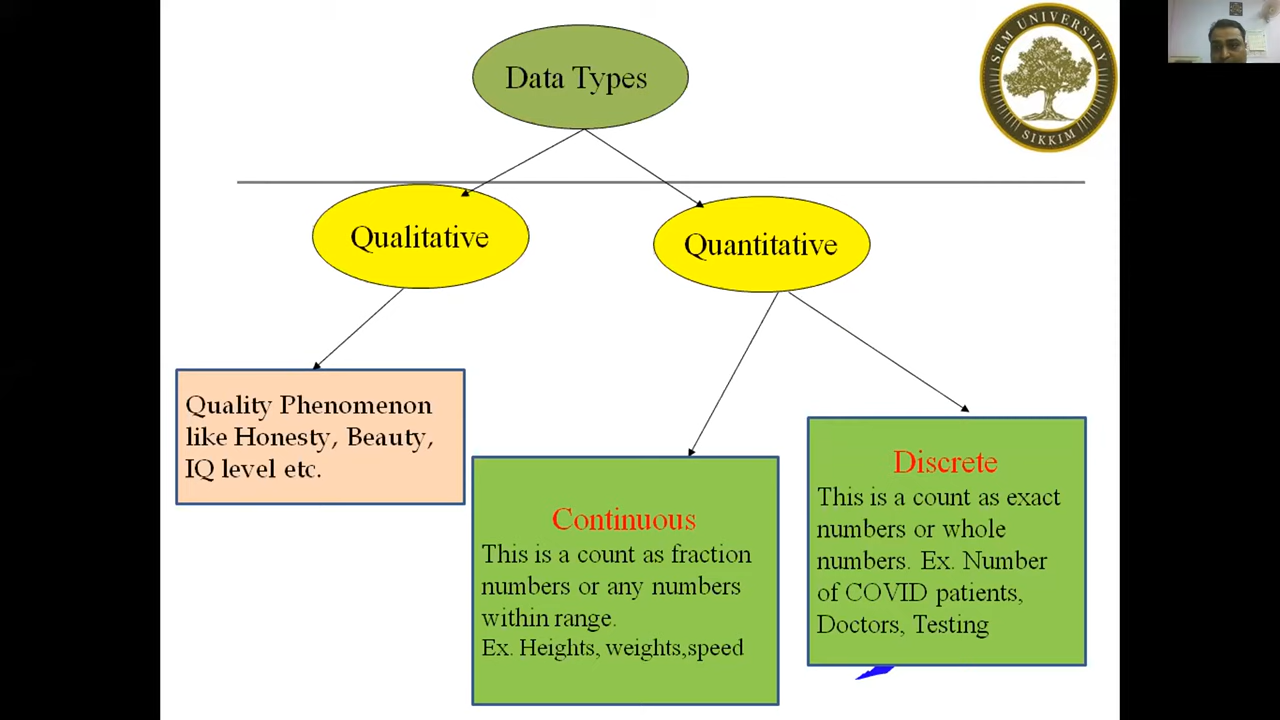 Data Types
SRM UNIVERSITY
SIKKIM
Qualitative
Quantitative
Quality Phenomenon
like Honesty, Beauty,
IQ level etc.
Continuous
This is a count as fraction
numbers or any numbers
within range.
Ex. Heights, weights,speed
Discrete
This is a count as exact
numbers or whole
numbers. Ex. Number
of COVID patients,
Doctors, Testing